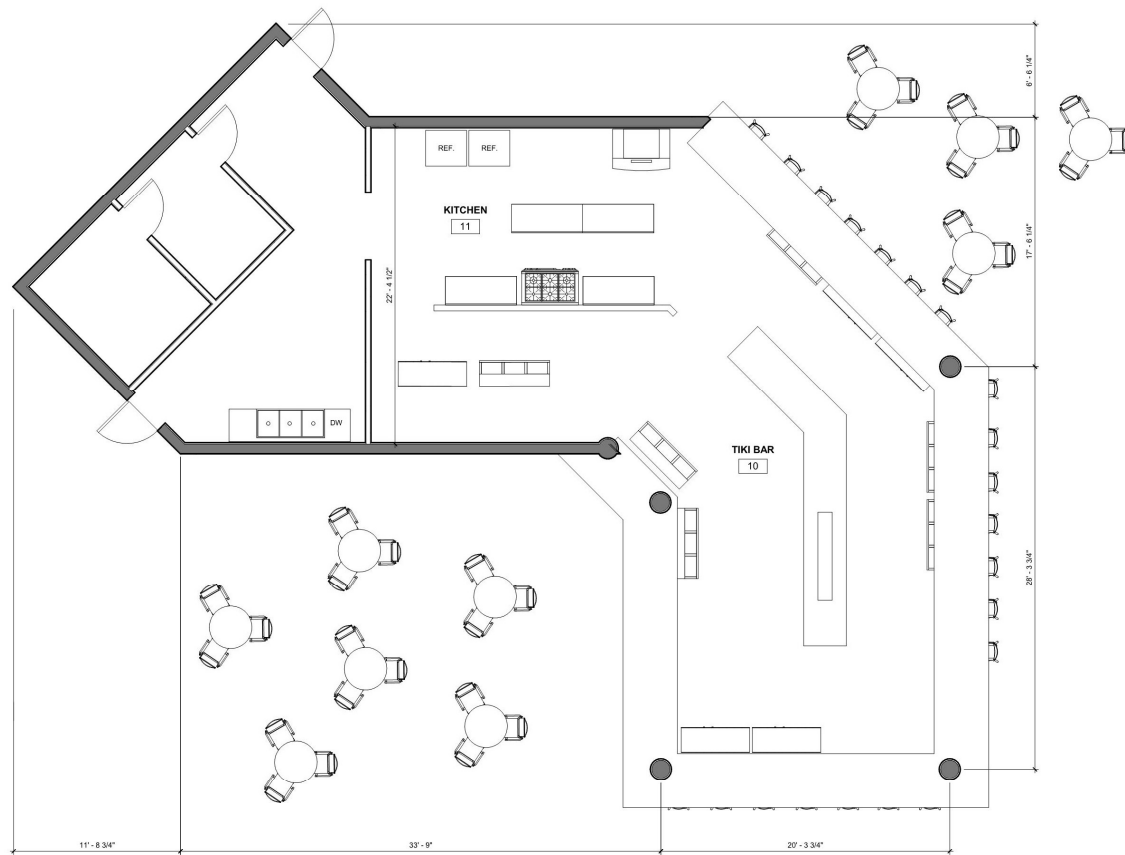 6' - 6 1/4"
REF.
REF.
KITCHEN
11
17' - 6 1/4"
22' - 4 1/2"
DW
TIKI BAR
10
28' - 3 3/4"
11' - 8 3/4"
33' - 9"
20' - 3 3/4"